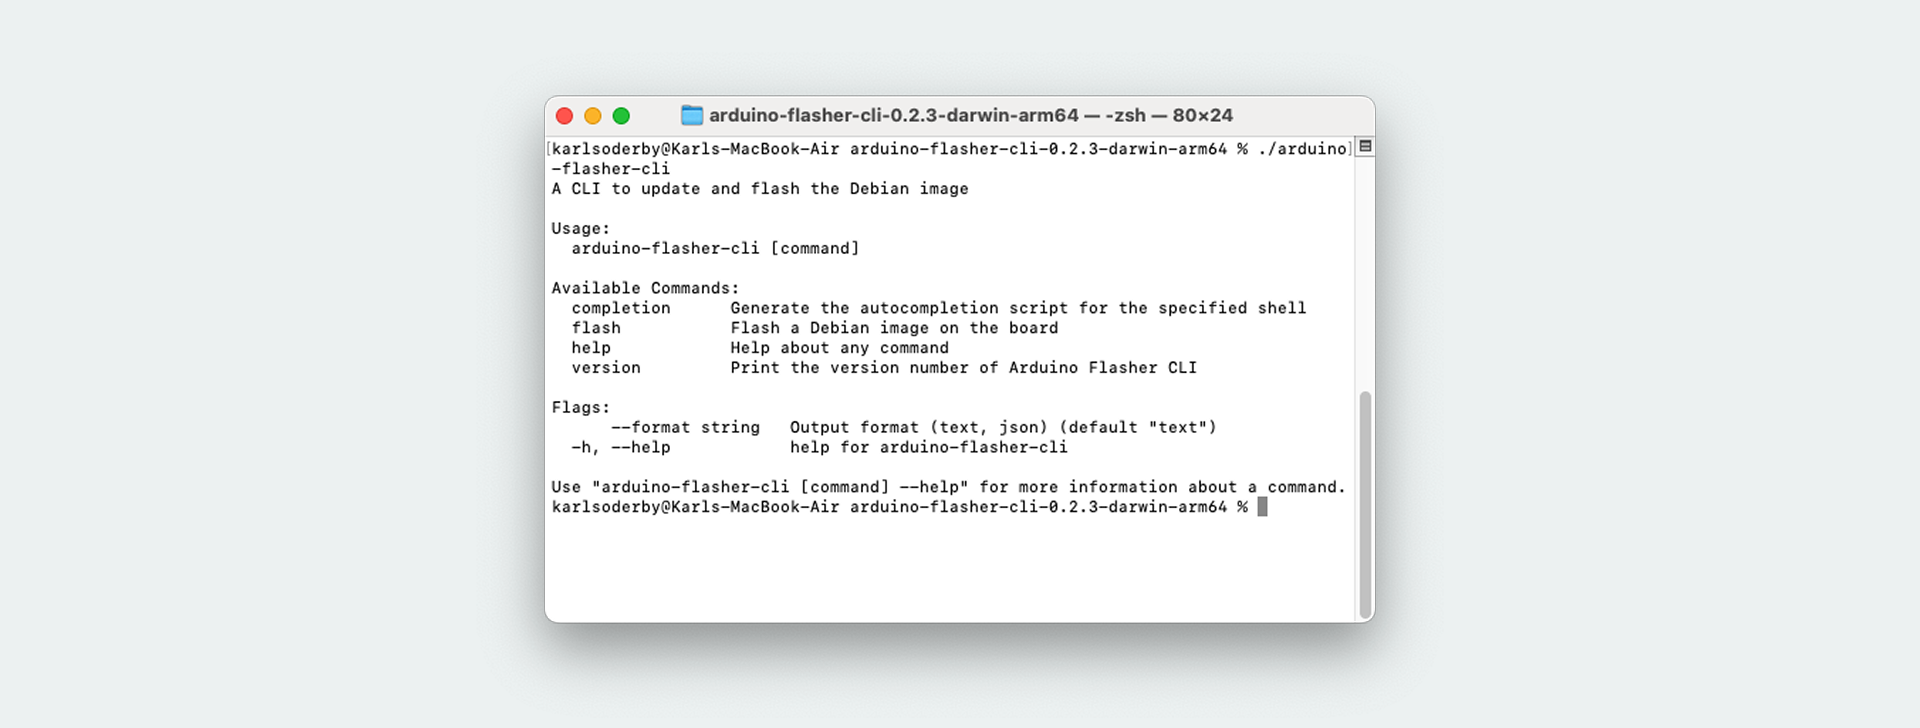 arduino-flasher-cli-0.2.3-darwin-arm64 — -zsh — 80×24
[karlsoderby@Karls-MacBook-Air arduino-flasher-cli-0.2.3-darwin-arm64 % ./arduino]
-flasher-cli
A CLI to update and flash the Debian image
Usage:
arduino-flasher-cli [command]
Available Commands:
completion Generate the autocompletion script for the specified shell
flash Flash a Debian image on the board
help Help about any command
version Print the version number of Arduino Flasher CLI
Flags:
--format string Output format (text, json) (default "text")
-h, --help help for arduino-flasher-cli
Use "arduino-flasher-cli [command] --help" for more information about a command.
karlsoderby@Karls-MacBook-Air arduino-flasher-cli-0.2.3-darwin-arm64 %